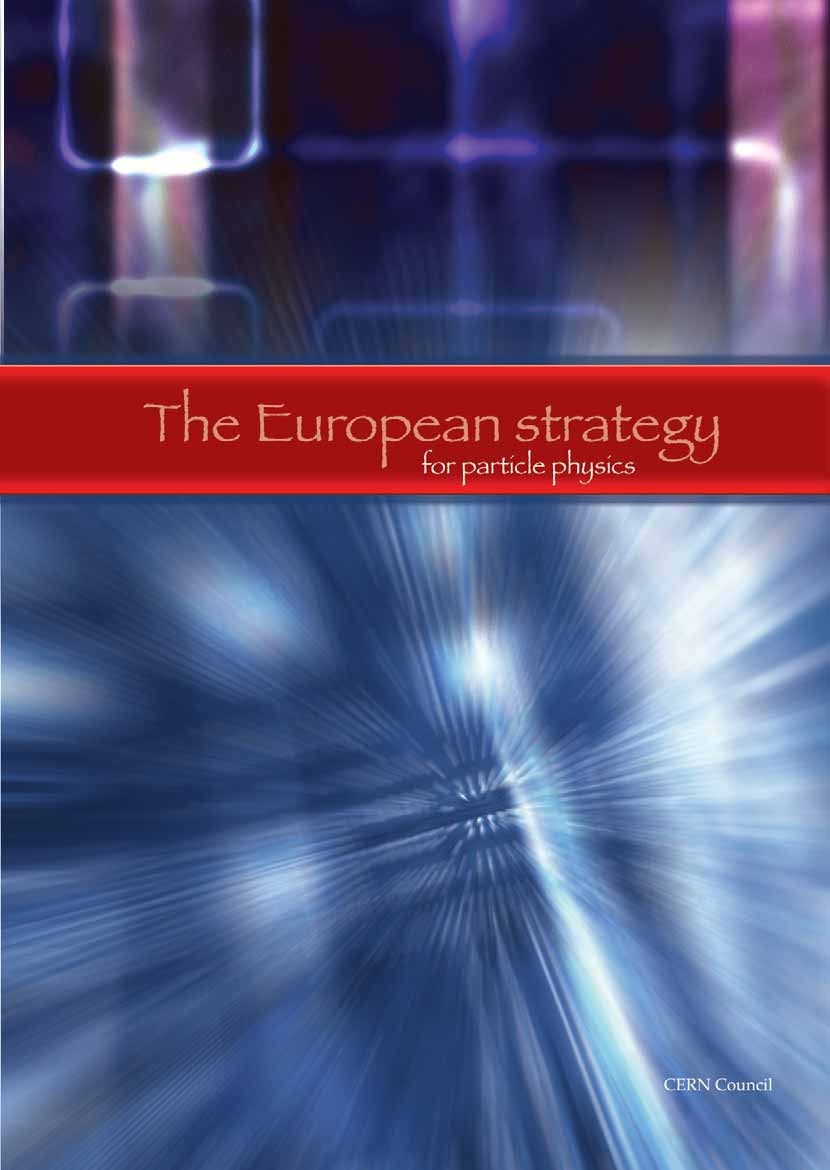 The European strategy
for particle physics
CERN Council